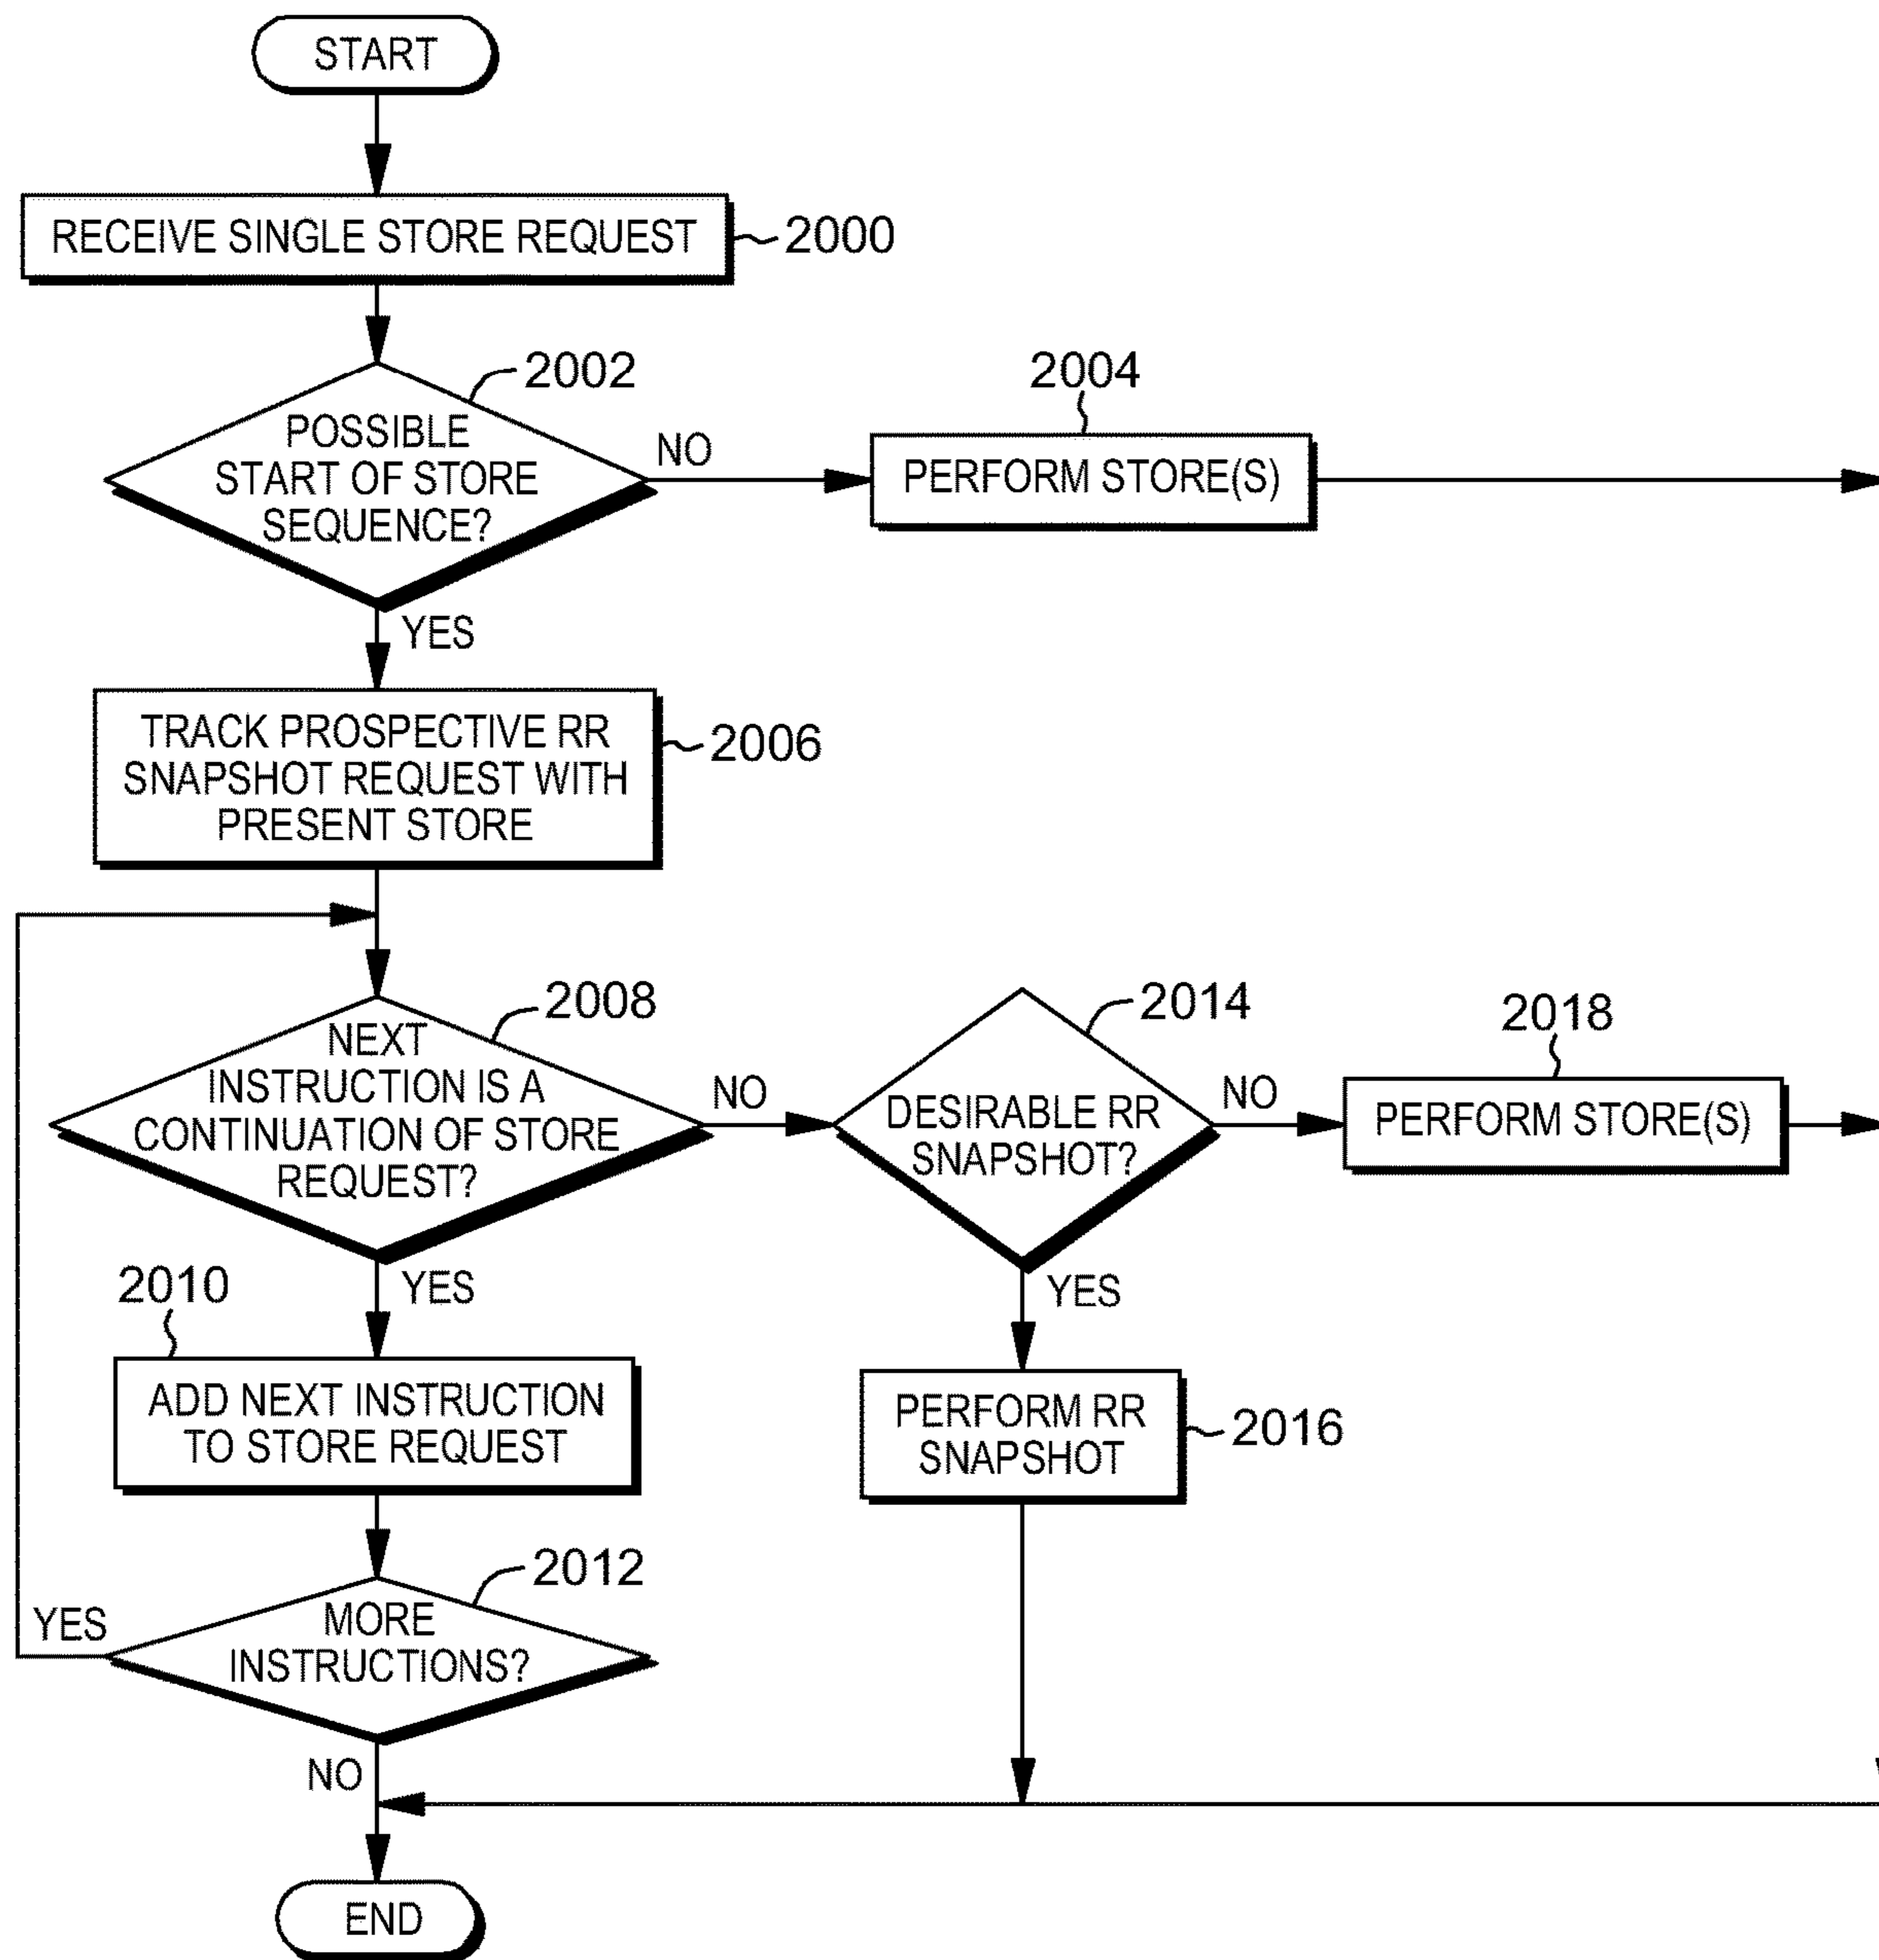 START
RECEIVE SINGLE STORE REQUEST
2000
2002
POSSIBLE
START OF STORE
SEQUENCE?
NO
2004
PERFORM STORE(S)
YES
TRACK PROSPECTIVE RR
SNAPSHOT REQUEST WITH
PRESENT STORE
2006
2008
NEXT
INSTRUCTION IS A
CONTINUATION OF STORE
REQUEST?
NO
2014
DESIRABLE RR
SNAPSHOT?
NO
2018
PERFORM STORE(S)
YES
2010
ADD NEXT INSTRUCTION
TO STORE REQUEST
YES
PERFORM RR
SNAPSHOT
2016
2012
MORE
INSTRUCTIONS?
YES
NO
END